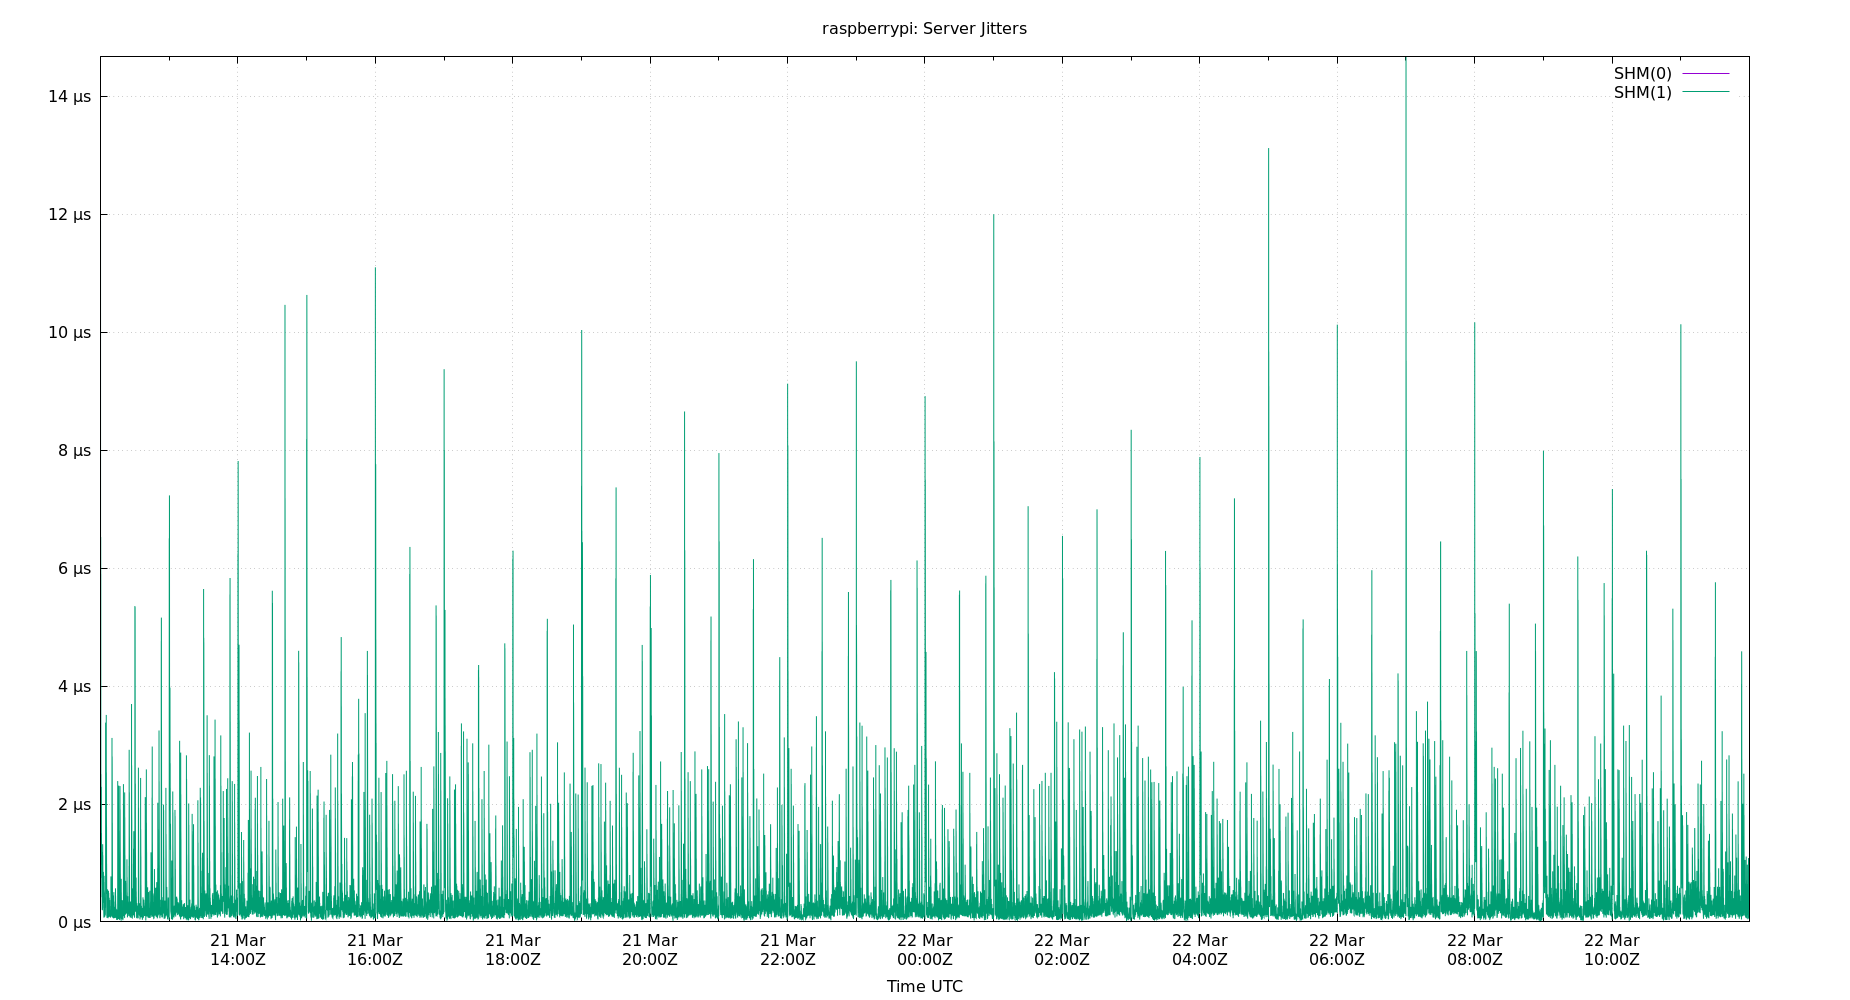 raspberrypi: Server Jitters
SHM(0)
SHM(1)
14 µs
12 µs
10 µs
8 µs
6 µs
4 µs
2 µs
0 µs
21 Mar 21 Mar 21 Mar 21 Mar 21 Mar 22 Mar 22 Mar 22 Mar 22 Mar 22 Mar 22 Mar
14:00Z 16:00Z 18:00Z 20:00Z 22:00Z 00:00Z 02:00Z 04:00Z 06:00Z 08:00Z 10:00Z
Time UTC